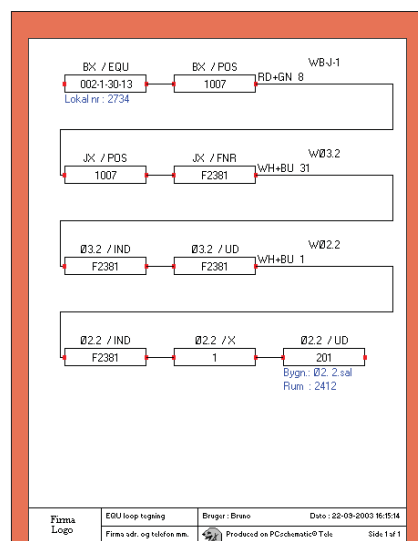 BX / EQU BX / POS WB-J-1
002-1-30-13 1007 RD+GN 8
Lokal nr : 2734
JX / POS JX / FNR WØ3.2
1007 F2381 WH+BU 31
Ø3.2 / IND Ø3.2 / UD WØ2.2
F2381 F2381 WH+BU 1
Ø2.2 / IND Ø2.2 / X Ø2.2 / UD
F2381 1 201
Bygn.: Ø2. 2.sal
Rum : 2412
Firma Logo
EQU loop tegning Bruger : Bruno Dato : 22-09-2003 16:15:14
Firma adr. og telefon mm. Produced on PCschematic© Tele Side 1 af 1